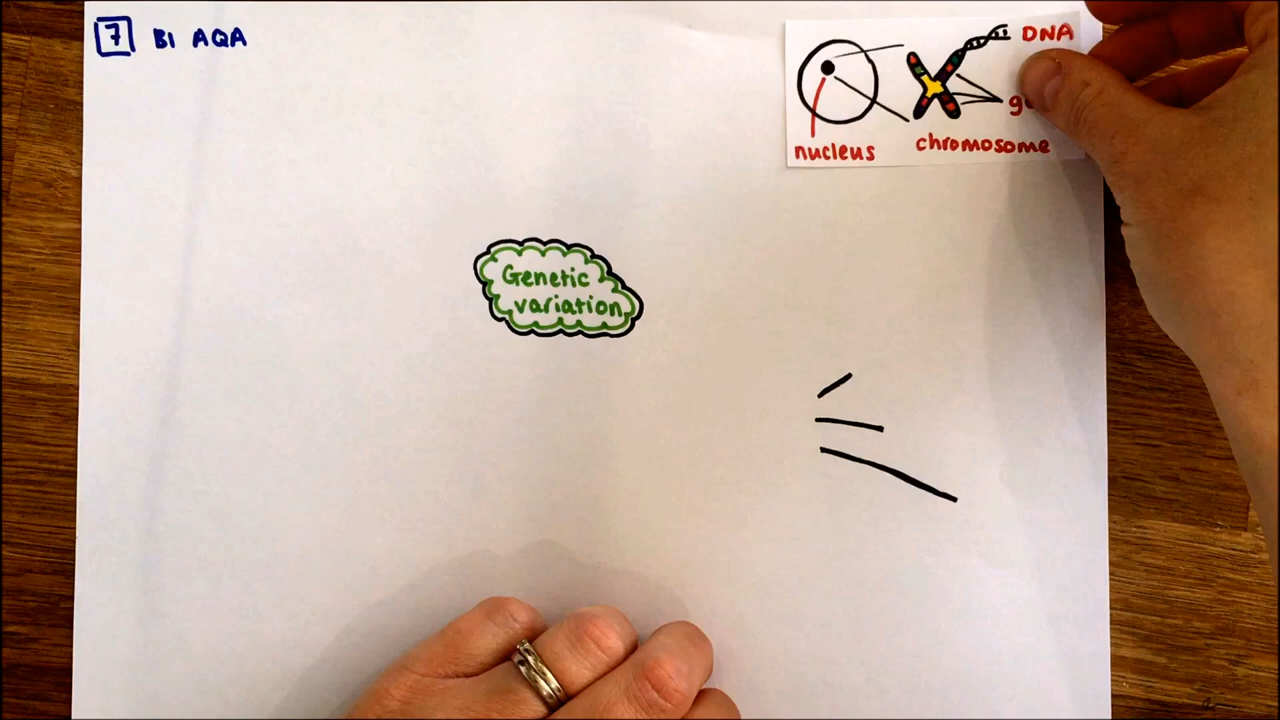 7 B1 AQA
DNA
nucleus
chromosome
Genetic
variation